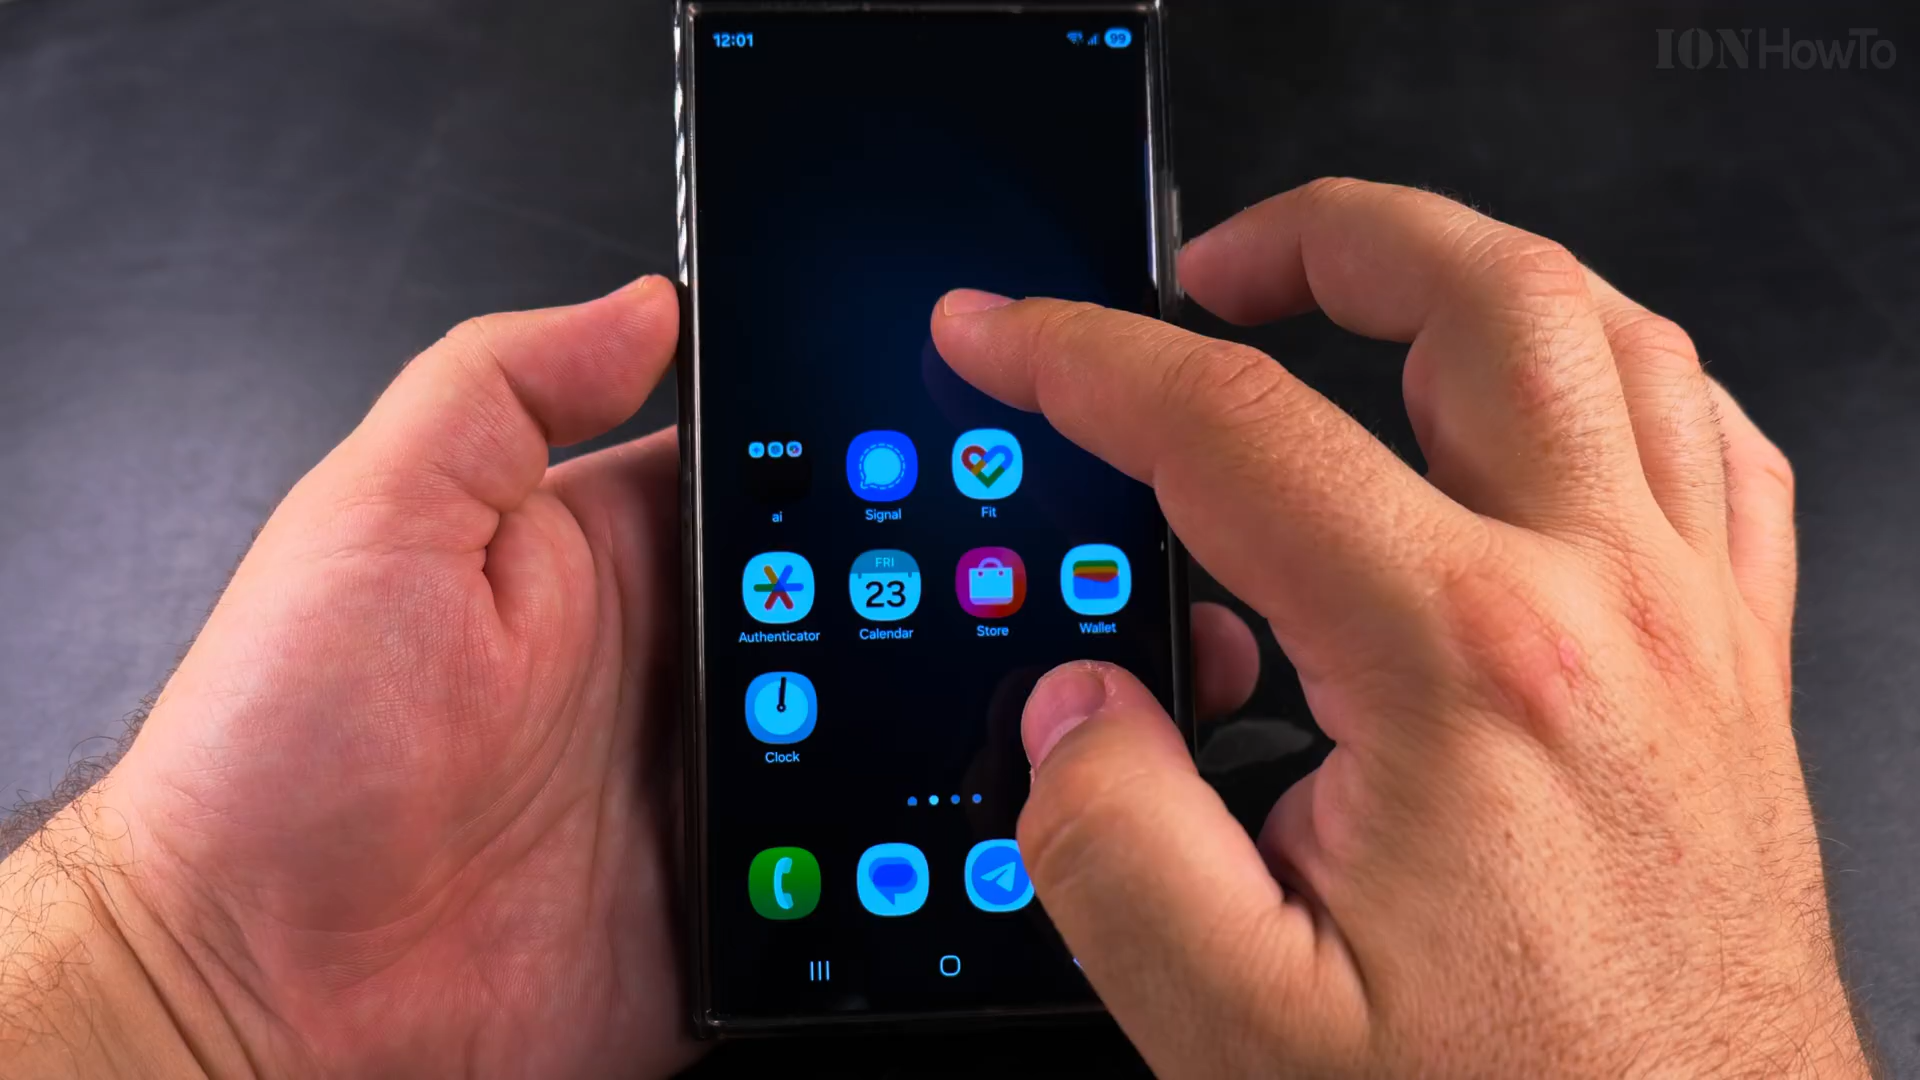 ION HowTo
12:01
99
ai
Signal
Fit
FRI
23
Authenticator
Calendar
Store
Wallet
Clock